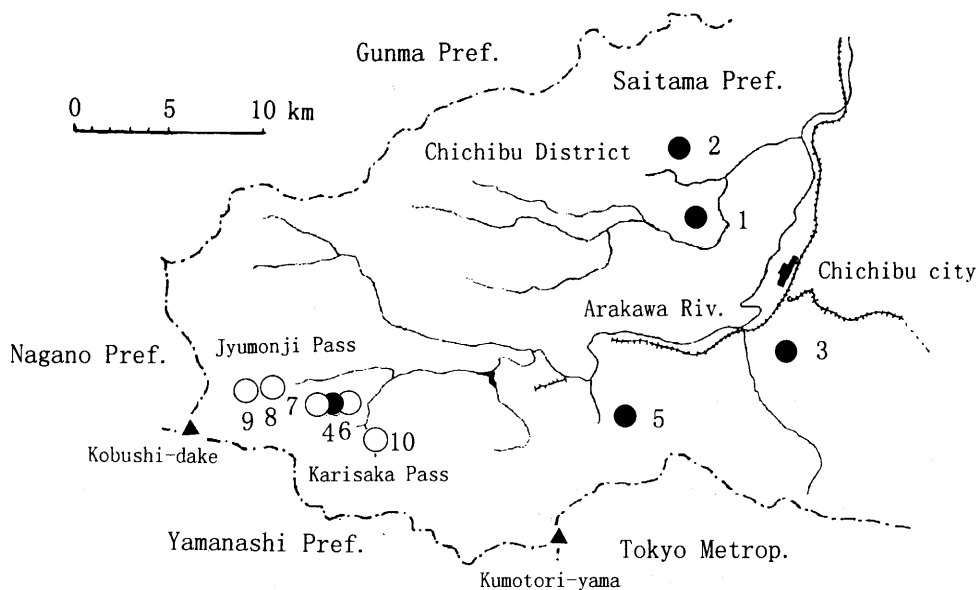 Gunma Pref.
Saitama Pref.
0 5 10 km
Chichibu District
2
1
Chichibu city
Arakawa Riv.
Nagano Pref.
Jyumonji Pass
3
9 8 7 4 6
5
10
Kobushi-dake
Karisaka Pass
Yamanashi Pref.
Tokyo Metrop.
Kumotori-yama